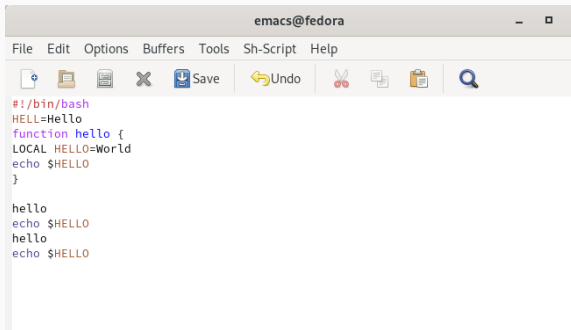 emacs@fedora
File Edit Options Buffers Tools Sh-Script Help
Save Undo
#!/bin/bash
HELL=Hello
function hello {
LOCAL HELLO=World
echo $HELLO
}
hello
echo $HELLO
hello
echo $HELLO